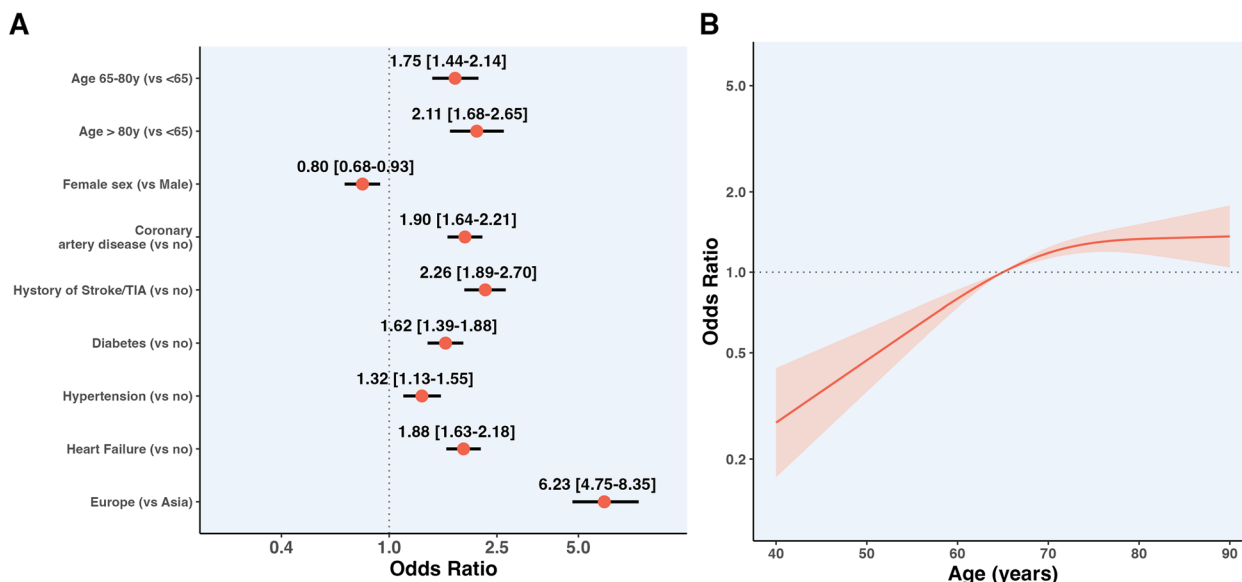 A
Age 65-80y (vs <65)
1.75 [1.44-2.14]
Age > 80y (vs <65)
2.11 [1.68-2.65]
Female sex (vs Male)
0.80 [0.68-0.93]
Coronary
artery disease (vs no)
1.90 [1.64-2.21]
Hystory of Stroke/TIA (vs no)
2.26 [1.89-2.70]
Diabetes (vs no)
1.62 [1.39-1.88]
Hypertension (vs no)
1.32 [1.13-1.55]
Heart Failure (vs no)
1.88 [1.63-2.18]
Europe (vs Asia)
6.23 [4.75-8.35]
0.4 1.0 2.5 5.0
Odds Ratio
B
Odds Ratio
5.0
2.0
1.0
0.5
0.2
40 50 60 70 80 90
Age (years)